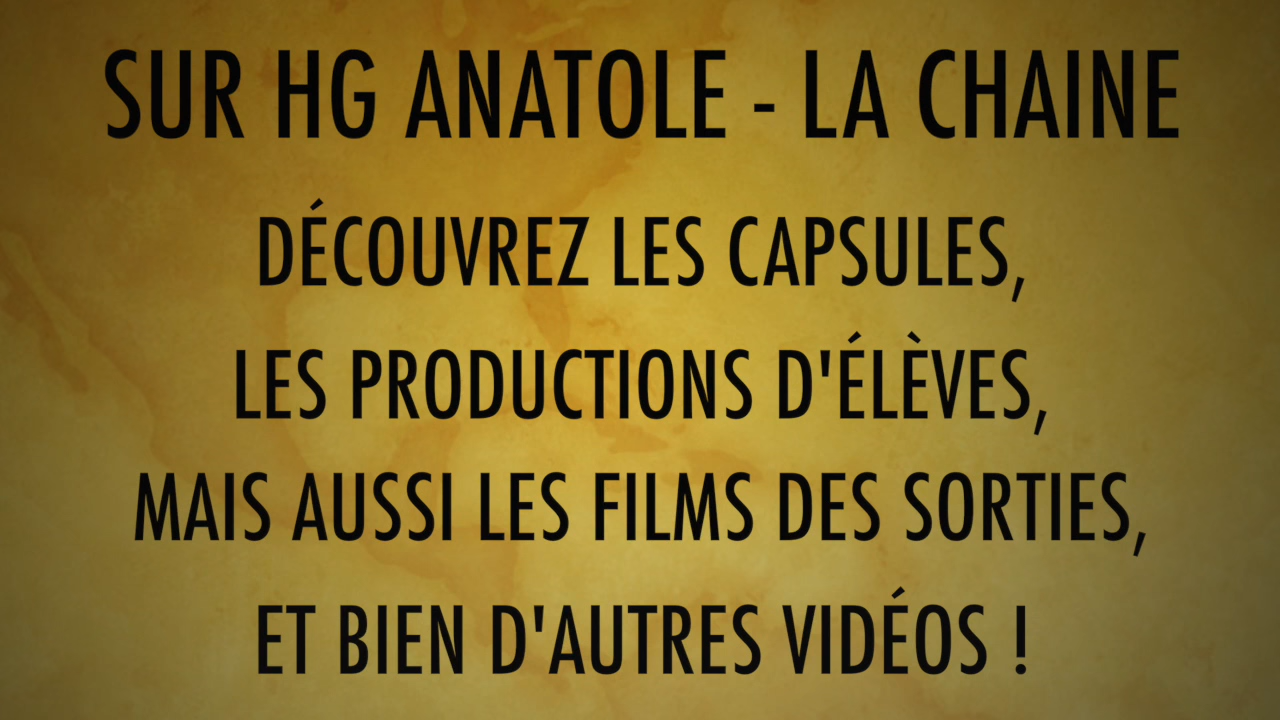 SUR HG ANATOLE - LA CHAINE
DÉCOUVREZ LES CAPSULES,
LES PRODUCTIONS D'ÉLÈVES,
MAIS AUSSI LES FILMS DES SORTIES,
ET BIEN D'AUTRES VIDÉOS !